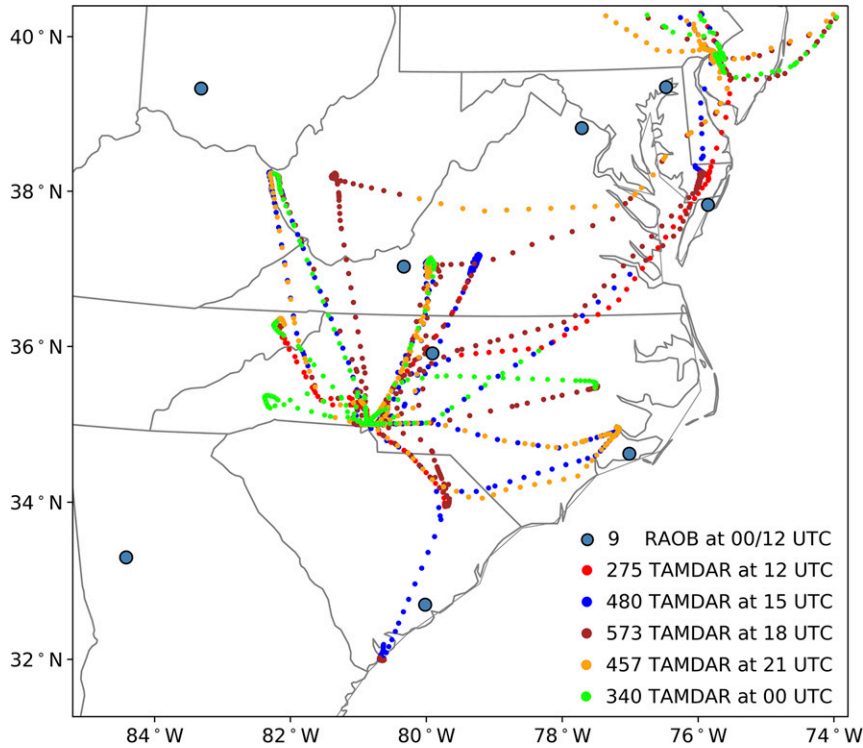 40°N
38°N
36°N
34°N
32°N
9 RAOB at 00/12 UTC
275 TAMDAR at 12 UTC
480 TAMDAR at 15 UTC
573 TAMDAR at 18 UTC
457 TAMDAR at 21 UTC
340 TAMDAR at 00 UTC
84°W 82°W 80°W 78°W 76°W 74°W